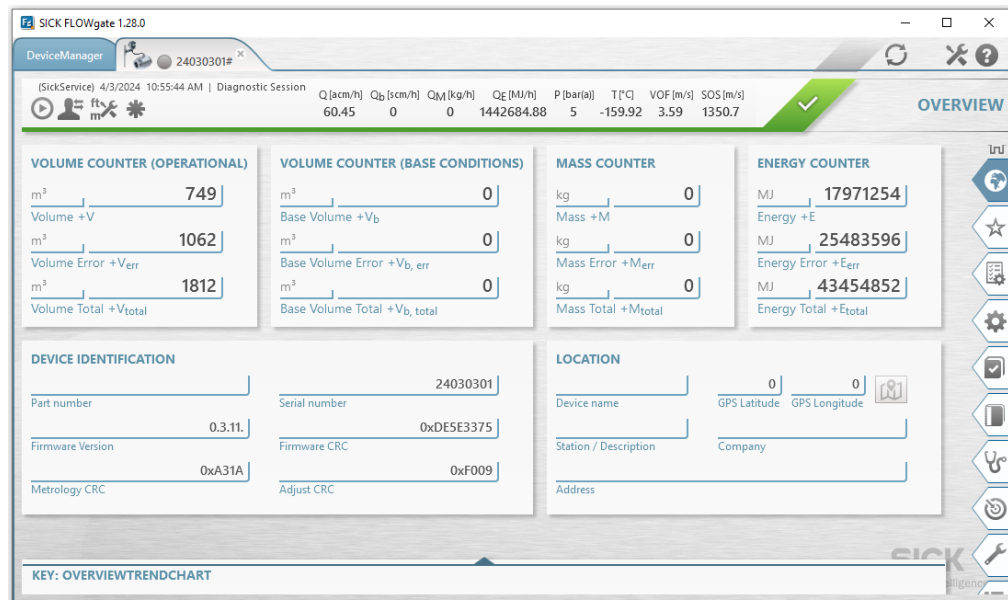 SICK FLOWgate 1.28.0
DeviceManager
24030301#
(SickService) 4/3/2024 10:55:44 AM | Diagnostic Session
Q [acm/h] Qb [scm/h] QM [kg/h] QE [MJ/h] P [bar(a)] T [°C] VOF [m/s] SOS [m/s]
60.45 0 0 1442684.88 5 -159.92 3.59 1350.7
OVERVIEW
VOLUME COUNTER (OPERATIONAL)
m³ 749
Volume +V
m³ 1062
Volume Error +Verr
m³ 1812
Volume Total +Vtotal
VOLUME COUNTER (BASE CONDITIONS)
m³ 0
Base Volume +Vb
m³ 0
Base Volume Error +Vb, err
m³ 0
Base Volume Total +Vb, total
MASS COUNTER
kg 0
Mass +M
kg 0
Mass Error +Merr
kg 0
Mass Total +Mtotal
ENERGY COUNTER
MJ 17971254
Energy +E
MJ 25483596
Energy Error +Eerr
MJ 43454852
Energy Total +Etotal
DEVICE IDENTIFICATION
24030301
Part number Serial number
0.3.11. 0xDE5E3375
Firmware Version Firmware CRC
0xA31A 0xF009
Metrology CRC Adjust CRC
LOCATION
0 0
Device name GPS Latitude GPS Longitude
Station / Description Company
Address
SICK
KEY: OVERVIEWTRENDCHART